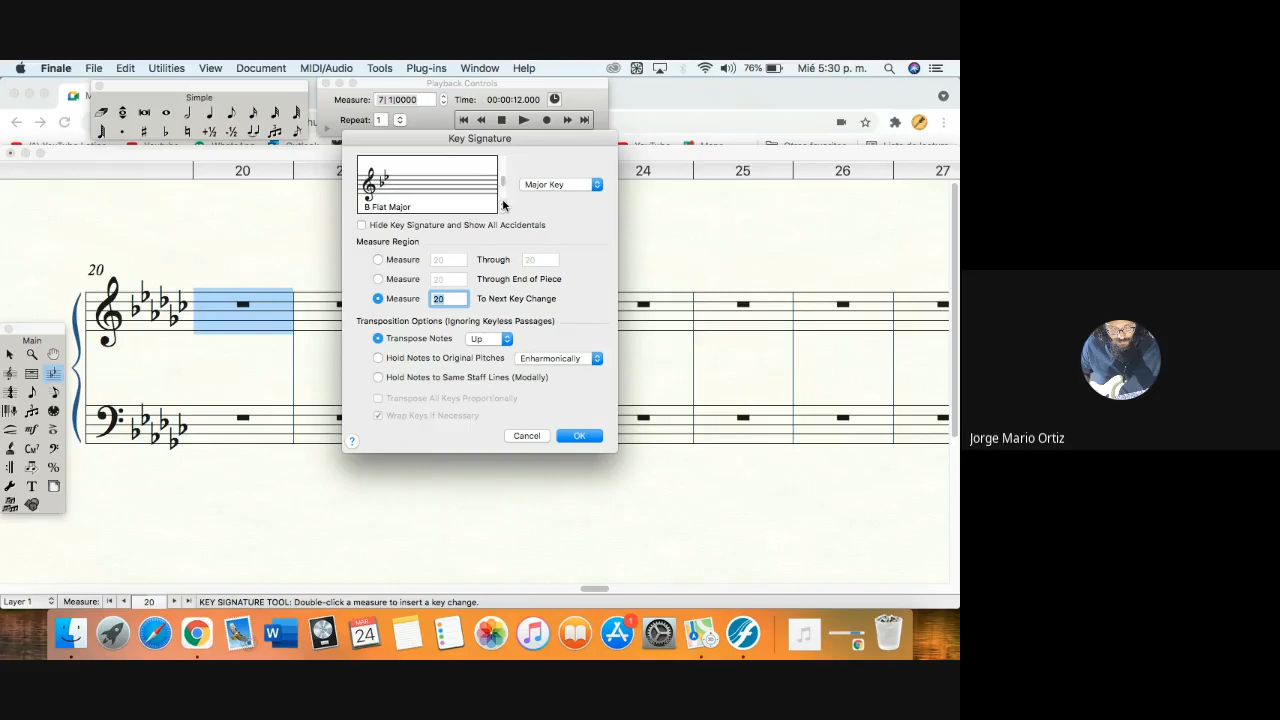 Finale File Edit Utilities View Document MIDI/Audio Tools Plug-ins Window Help 76% Mié 5:30 p. m.
Simple
Playback Controls
Measure: 7| 1|0000 Time: 00:00:12.000
Repeat: 1
Key Signature
20 24 25 26 27
B Flat Major
Major Key
Hide Key Signature and Show All Accidentals
Measure Region
Measure 20 Through 20
Measure 20 Through End of Piece
Measure 20 To Next Key Change
Transposition Options (Ignoring Keyless Passages)
Transpose Notes Up
Hold Notes to Original Pitches Enharmonically
Hold Notes to Same Staff Lines (Modally)
Transpose All Keys Proportionally
Wrap Keys If Necessary
? Cancel OK
20
Main
Jorge Mario Ortiz
Layer 1 Measure: 20 KEY SIGNATURE TOOL: Double-click a measure to insert a key change.
MAR
24
1